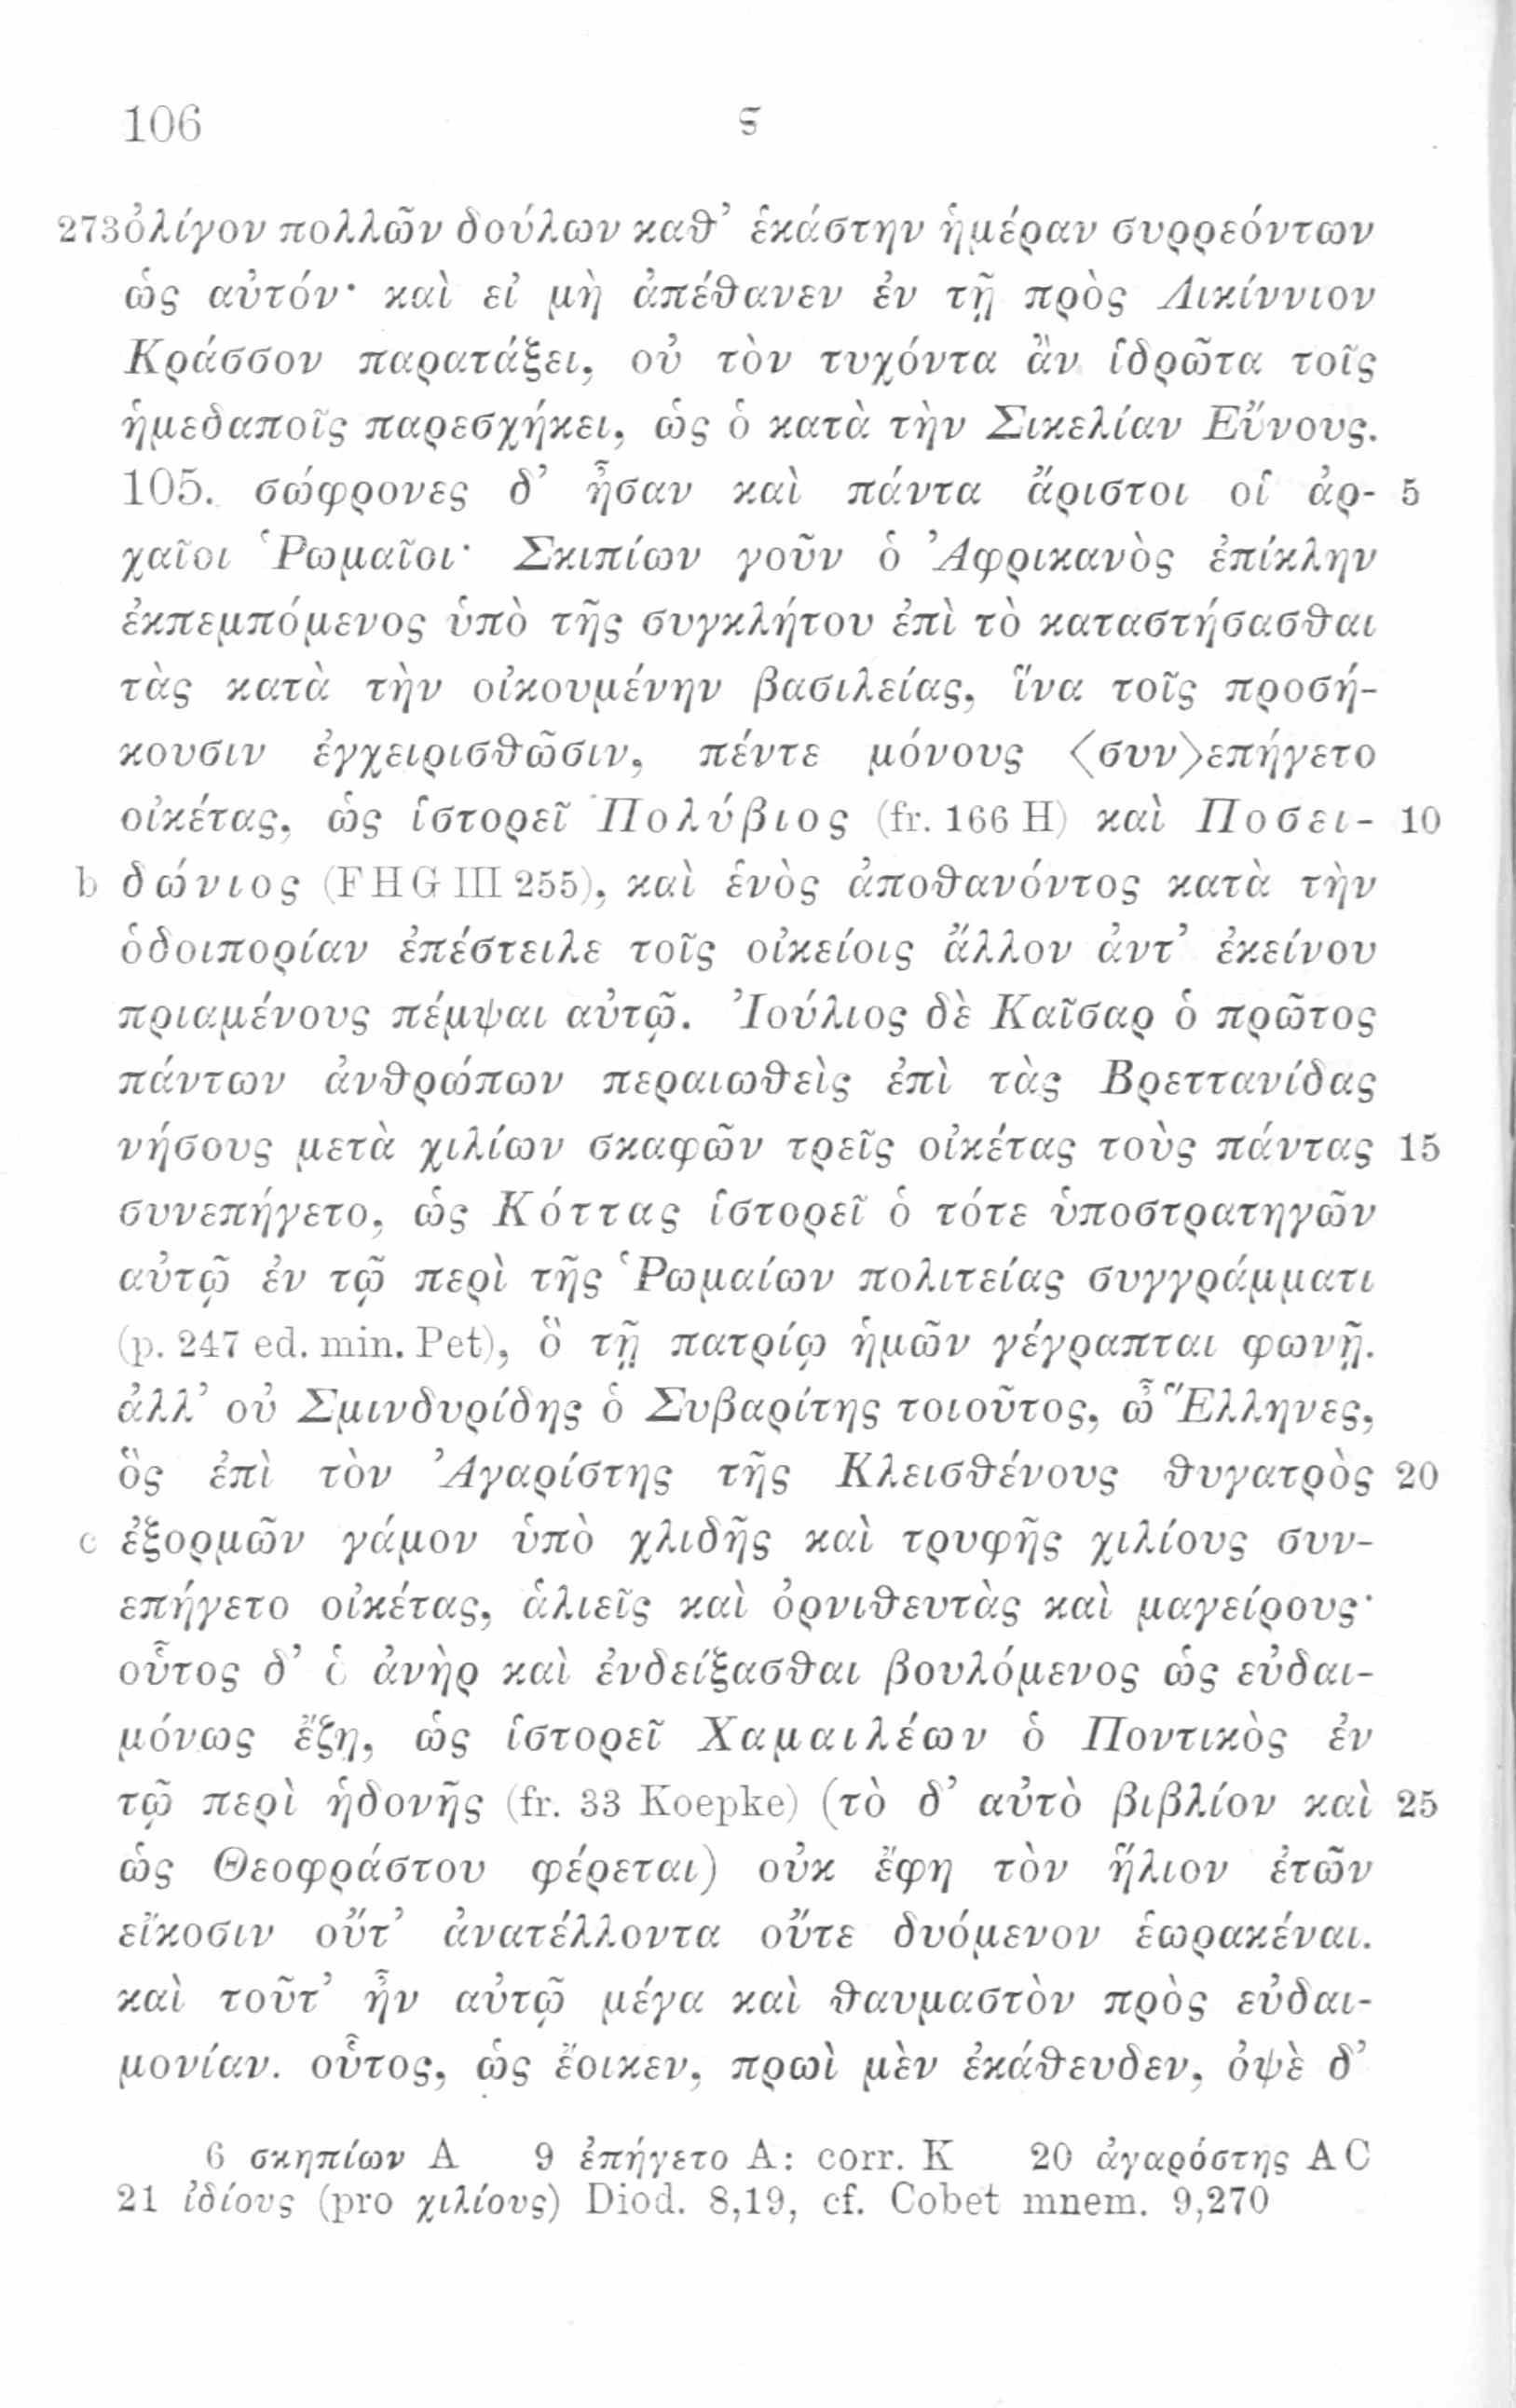 106 ϛ
273 ὀλίγον πολλῶν δούλων καθ’ ἑκάστην ἡμέραν συρρεόντων
ὡς αὐτόν· καὶ εἰ μὴ ἀπέθανεν ἐν τῇ πρὸς Λικίννιον
Κράσσον παρατάξει, οὐ τὸν τυχόντα ἂν ἱδρῶτα τοῖς
ἡμεδαποῖς παρεσχήκει, ὡς ὁ κατὰ τὴν Σικελίαν Εὔνους.
105. σώφρονες δ’ ἦσαν καὶ πάντα ἄριστοι οἱ ἀρ- 5
χαῖοι Ῥωμαῖοι· Σκιπίων γοῦν ὁ Ἀφρικανὸς ἐπίκλην
ἐκπεμπόμενος ὑπὸ τῆς συγκλήτου ἐπὶ τὸ καταστήσασθαι
τὰς κατὰ τὴν οἰκουμένην βασιλείας, ἵνα τοῖς προσή-
κουσιν ἐγχειρισθῶσιν, πέντε μόνους 〈συν〉επήγετο
οἰκέτας, ὡς ἱστορεῖ Πολύβιος (fr. 166 H) καὶ Ποσει- 10
b δώνιος (FHG III 255), καὶ ἑνὸς ἀποθανόντος κατὰ τὴν
ὁδοιπορίαν ἐπέστειλε τοῖς οἰκείοις ἄλλον ἀντ’ ἐκείνου
πριαμένους πέμψαι αὐτῷ. Ἰούλιος δὲ Καῖσαρ ὁ πρῶτος
πάντων ἀνθρώπων περαιωθεὶς ἐπὶ τὰς Βρεττανίδας
νήσους μετὰ χιλίων σκαφῶν τρεῖς οἰκέτας τοὺς πάντας 15
συνεπήγετο, ὡς Κόττας ἱστορεῖ ὁ τότε ὑποστρατηγῶν
αὐτῷ ἐν τῷ περὶ τῆς Ῥωμαίων πολιτείας συγγράμματι
(p. 247 ed. min. Pet), ὃ τῇ πατρίῳ ἡμῶν γέγραπται φωνῇ.
ἀλλ’ οὐ Σμινδυρίδης ὁ Συβαρίτης τοιοῦτος, ὦ Ἕλληνες,
ὃς ἐπὶ τὸν Ἀγαρίστης τῆς Κλεισθένους θυγατρὸς 20
c ἐξορμῶν γάμον ὑπὸ χλιδῆς καὶ τρυφῆς χιλίους συν-
επήγετο οἰκέτας, ἁλιεῖς καὶ ὀρνιθευτὰς καὶ μαγείρους·
οὗτος δ’ ὁ ἀνὴρ καὶ ἐνδείξασθαι βουλόμενος ὡς εὐδαι-
μόνως ἔζη, ὡς ἱστορεῖ Χαμαιλέων ὁ Ποντικὸς ἐν
τῷ περὶ ἡδονῆς (fr. 33 Koepke) (τὸ δ’ αὐτὸ βιβλίον καὶ 25
ὡς Θεοφράστου φέρεται) οὐκ ἔφη τὸν ἥλιον ἐτῶν
εἴκοσιν οὔτ’ ἀνατέλλοντα οὔτε δυόμενον ἑωρακέναι.
καὶ τοῦτ’ ἦν αὐτῷ μέγα καὶ θαυμαστὸν πρὸς εὐδαι-
μονίαν. οὗτος, ὡς ἔοικεν, πρωὶ μὲν ἐκάθευδεν, ὀψὲ δ’
6 σκηπίων A 9 ἐπήγετο A: corr. K 20 ἀγαρόστης AC
21 ἰδίους (pro χιλίους) Diod. 8,19, cf. Cobet mnem. 9,270